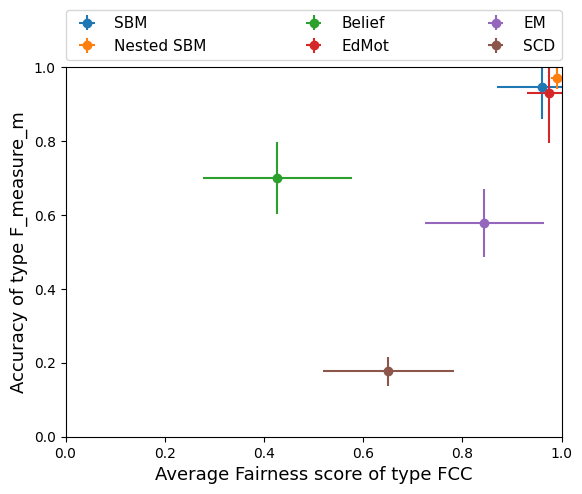 SBM Belief EM
Nested SBM EdMot SCD
1.0
0.8
0.6
0.4
0.2
0.0
Accuracy of type F_measure_m
0.0 0.2 0.4 0.6 0.8 1.0
Average Fairness score of type FCC